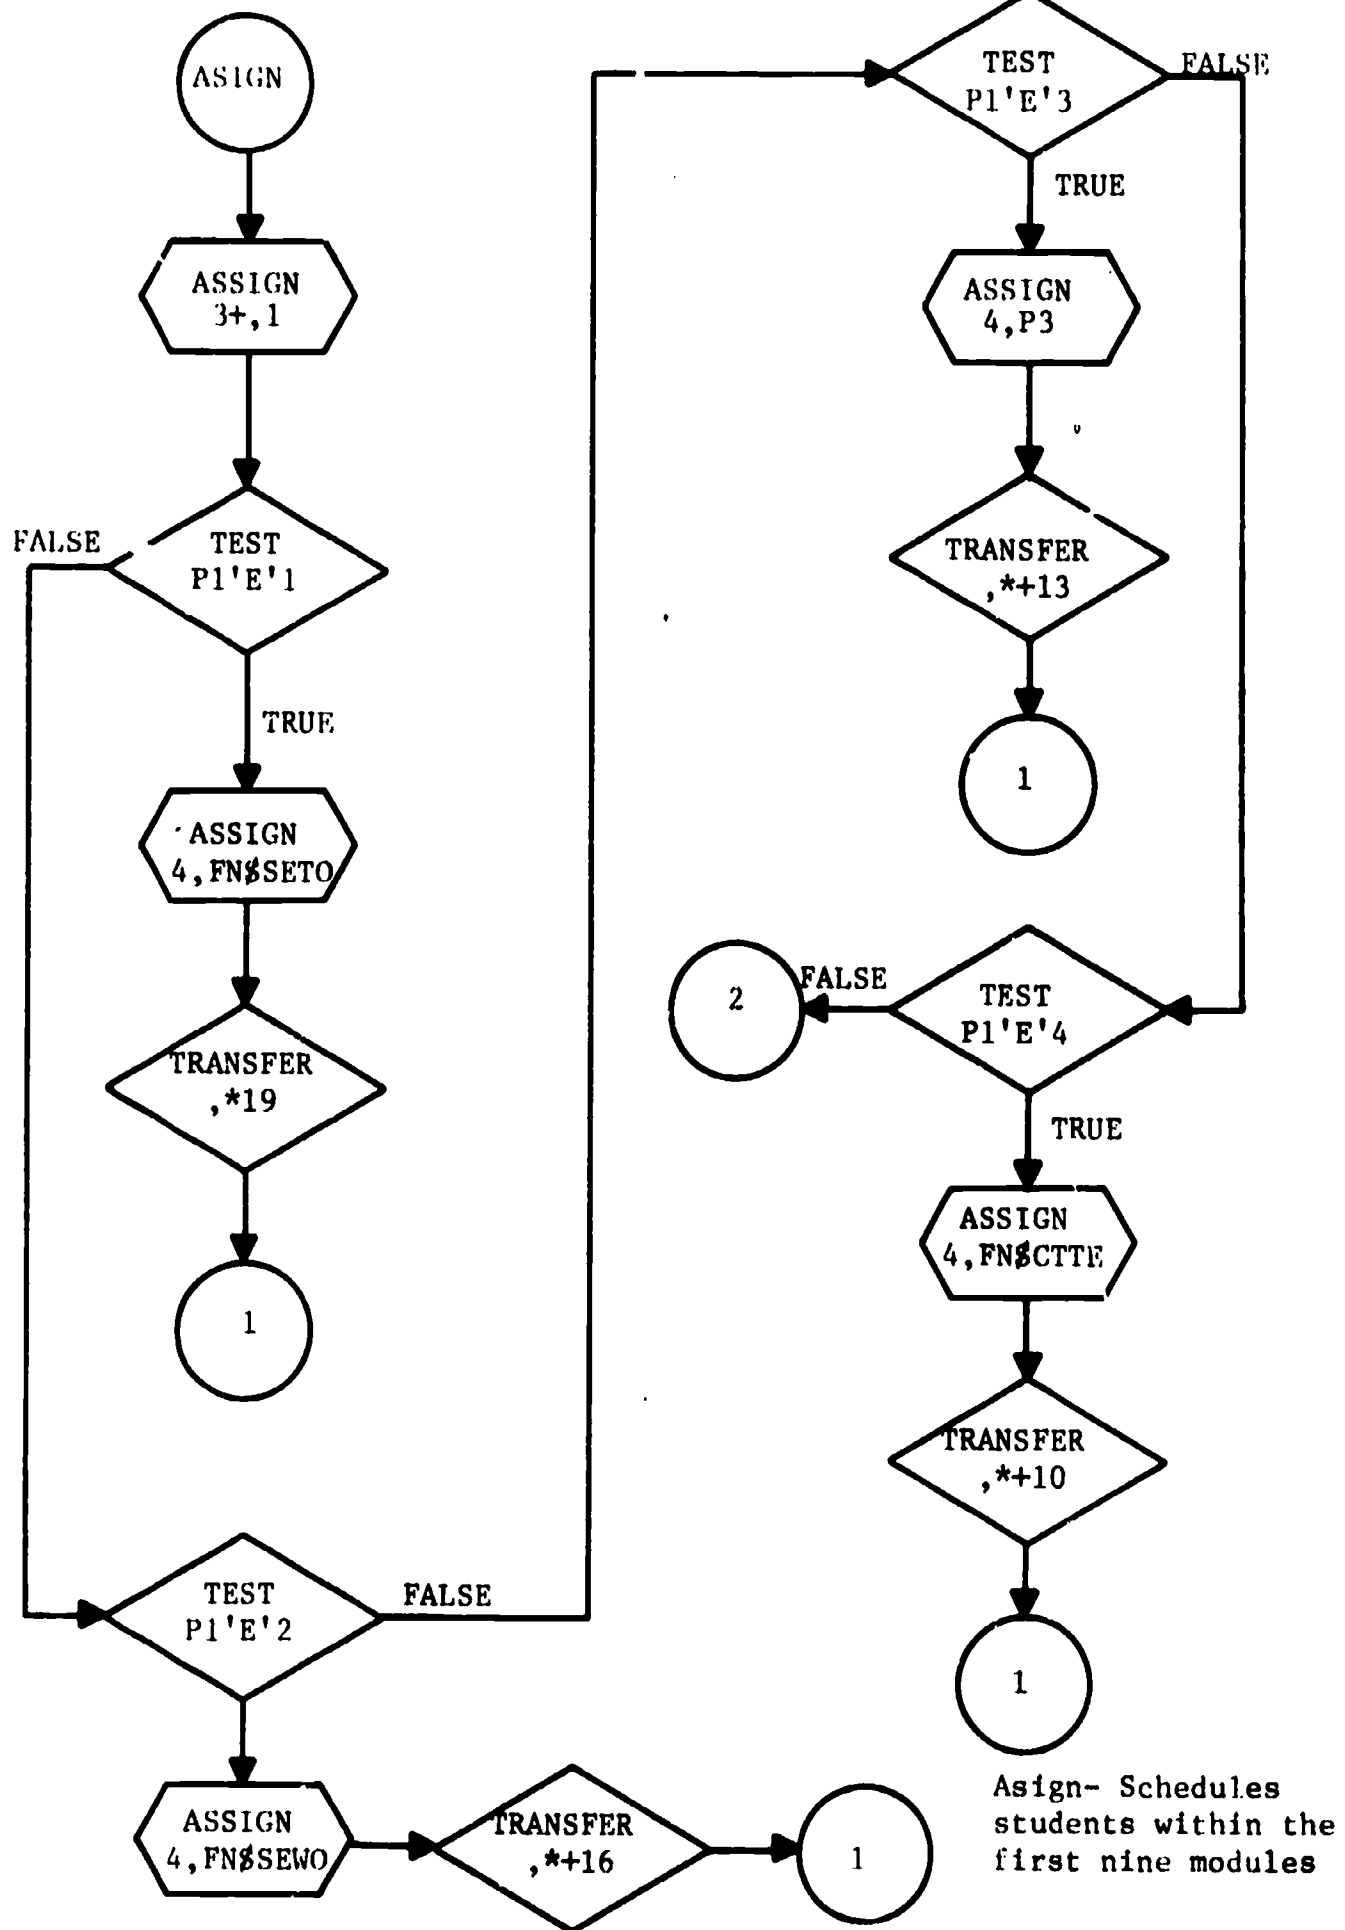 ASIGN
ASSIGN
3+,1
TEST
P1'E'1
FALSE
TRUE
ASSIGN
4,FN$SETO
TRANSFER
,*19
1
TEST
P1'E'2
FALSE
ASSIGN
4,FN$SEWO
TRANSFER
,*+16
1
TEST
P1'E'3
FALSE
TRUE
ASSIGN
4,P3
TRANSFER
,*+13
1
TEST
P1'E'4
FALSE
2
TRUE
ASSIGN
4,FN$CTTE
TRANSFER
,*+10
1
Asign- Schedules
students within the
first nine modules